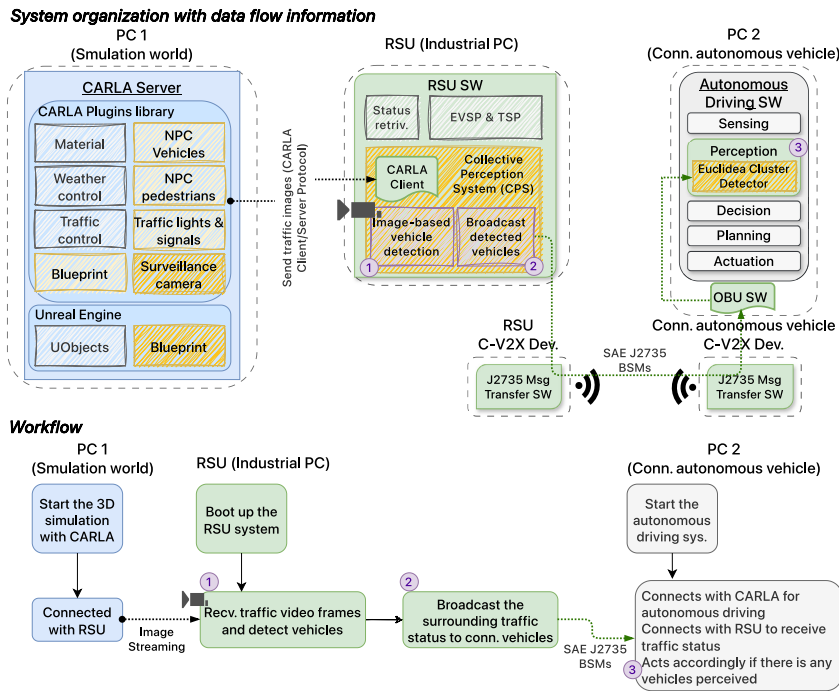 System organization with data flow information
PC 1
(Smulation world)
RSU (Industrial PC)
PC 2
(Conn. autonomous vehicle)
CARLA Server
CARLA Plugins library
Material
NPC
Vehicles
Weather
control
NPC
pedestrians
Traffic
control
Traffic lights &
signals
Blueprint
Surveillance
camera
Unreal Engine
UObjects
Blueprint
Send traffic images (CARLA
Client/Server Protocol)
RSU SW
Status
retriv.
EVSP & TSP
CARLA
Client
Collective
Perception
System (CPS)
Image-based
vehicle
detection
1
Broadcast
detected
vehicles
2
Autonomous
Driving SW
Sensing
3
Perception
Euclidea Cluster
Detector
Decision
Planning
Actuation
OBU SW
RSU
C-V2X Dev.
J2735 Msg
Transfer SW
SAE J2735
BSMs
Conn. autonomous vehicle
C-V2X Dev.
J2735 Msg
Transfer SW
Workflow
PC 1
(Smulation world)
RSU (Industrial PC)
PC 2
(Conn. autonomous vehicle)
Start the 3D
simulation
with CARLA
Boot up the
RSU system
Start the
autonomous
driving sys.
Connected
with RSU
Image
Streaming
1
Recv. traffic video frames
and detect vehicles
2
Broadcast the
surrounding traffic
status to conn. vehicles
SAE J2735
BSMs
Connects with CARLA for
autonomous driving
Connects with RSU to receive
traffic status
3
Acts accordingly if there is any
vehicles perceived